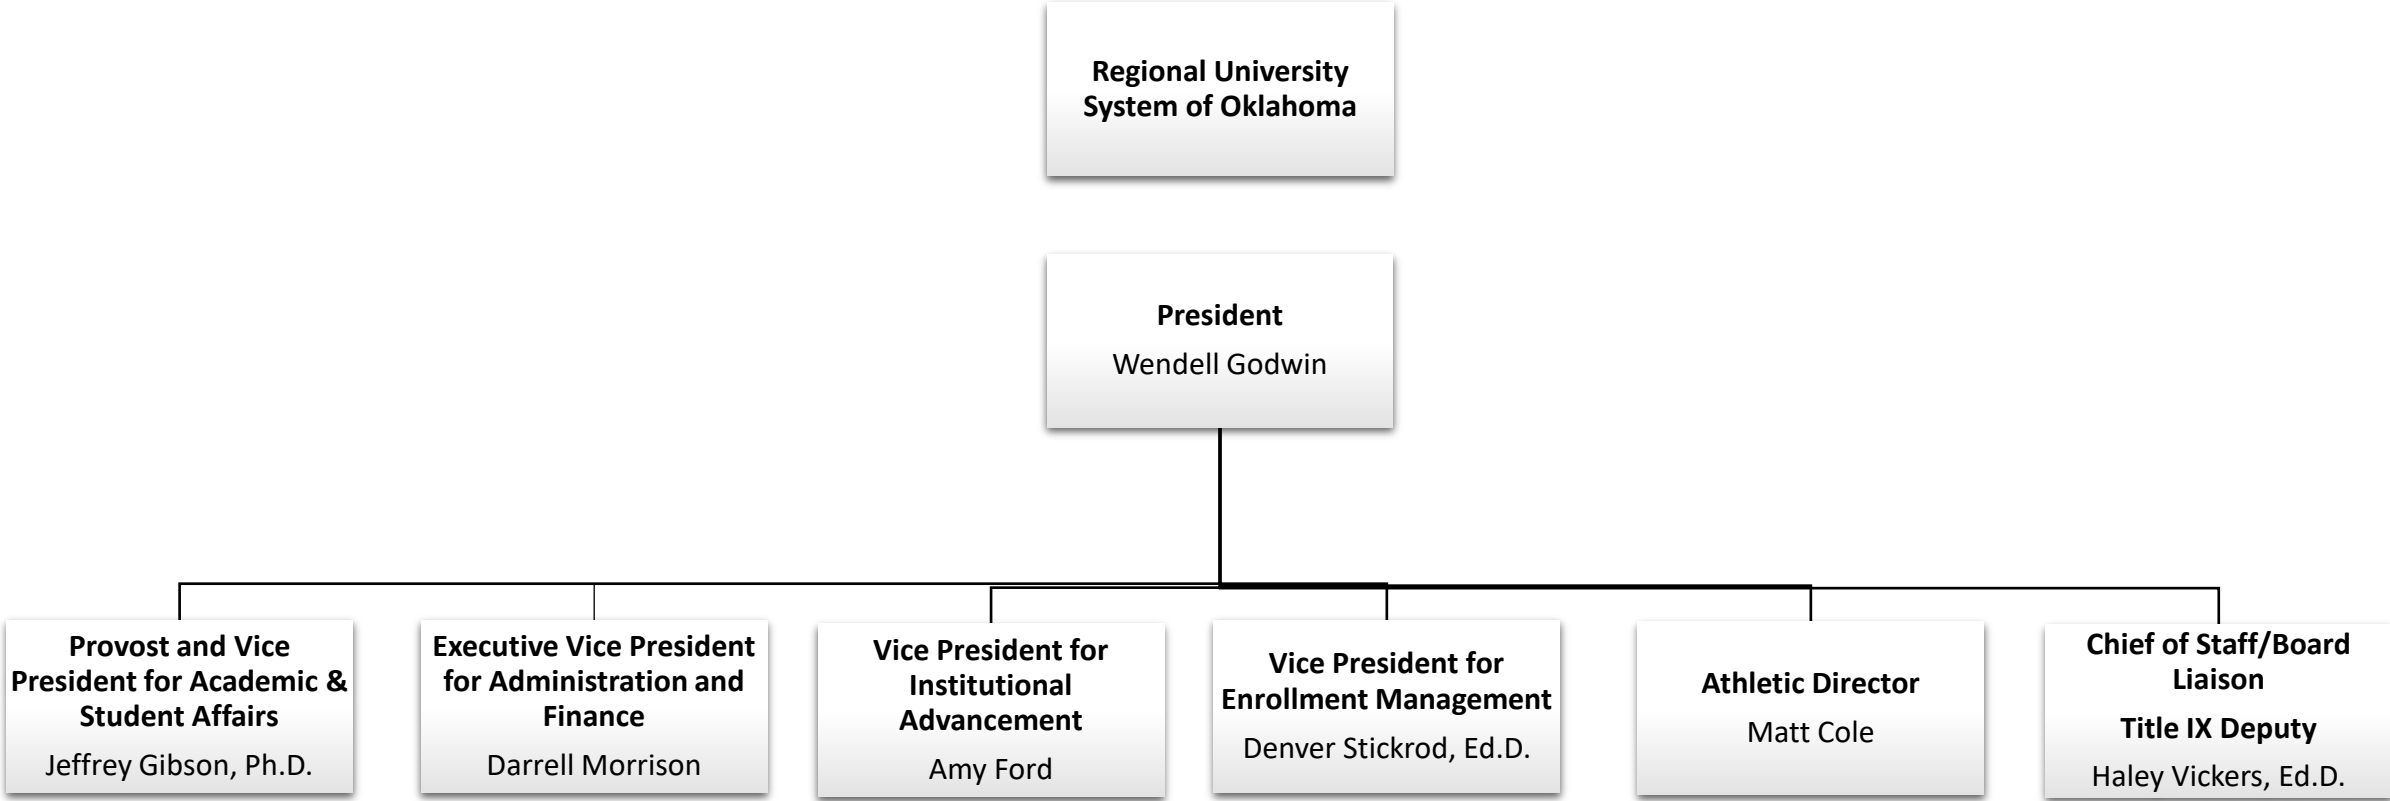 Regional University
System of Oklahoma
President
Wendell Godwin
Provost and Vice
President for Academic &
Student Affairs
Jeffrey Gibson, Ph.D.
Executive Vice President
for Administration and
Finance
Darrell Morrison
Vice President for
Institutional
Advancement
Amy Ford
Vice President for
Enrollment Management
Denver Stickrod, Ed.D.
Athletic Director
Matt Cole
Chief of Staff/Board
Liaison
Title IX Deputy
Haley Vickers, Ed.D.